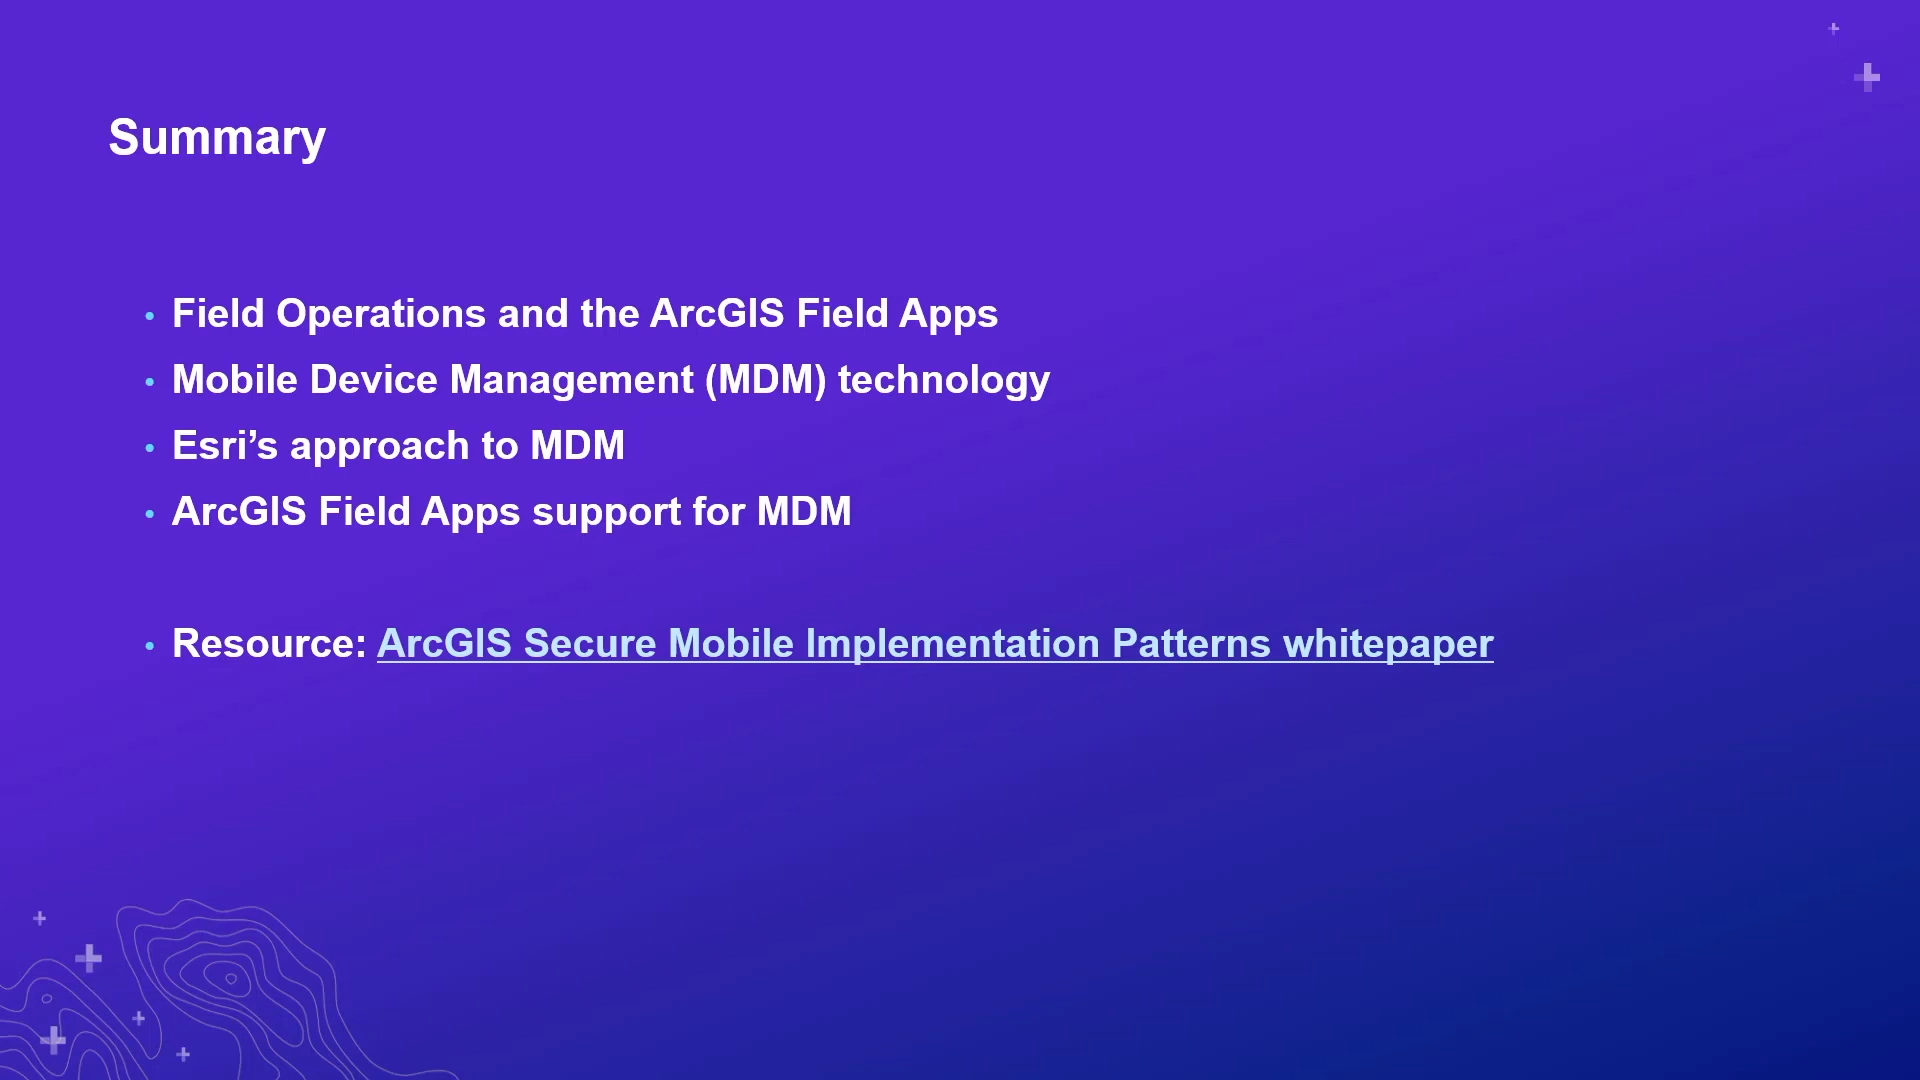 Summary
• Field Operations and the ArcGIS Field Apps
• Mobile Device Management (MDM) technology
• Esri’s approach to MDM
• ArcGIS Field Apps support for MDM
• Resource: ArcGIS Secure Mobile Implementation Patterns whitepaper